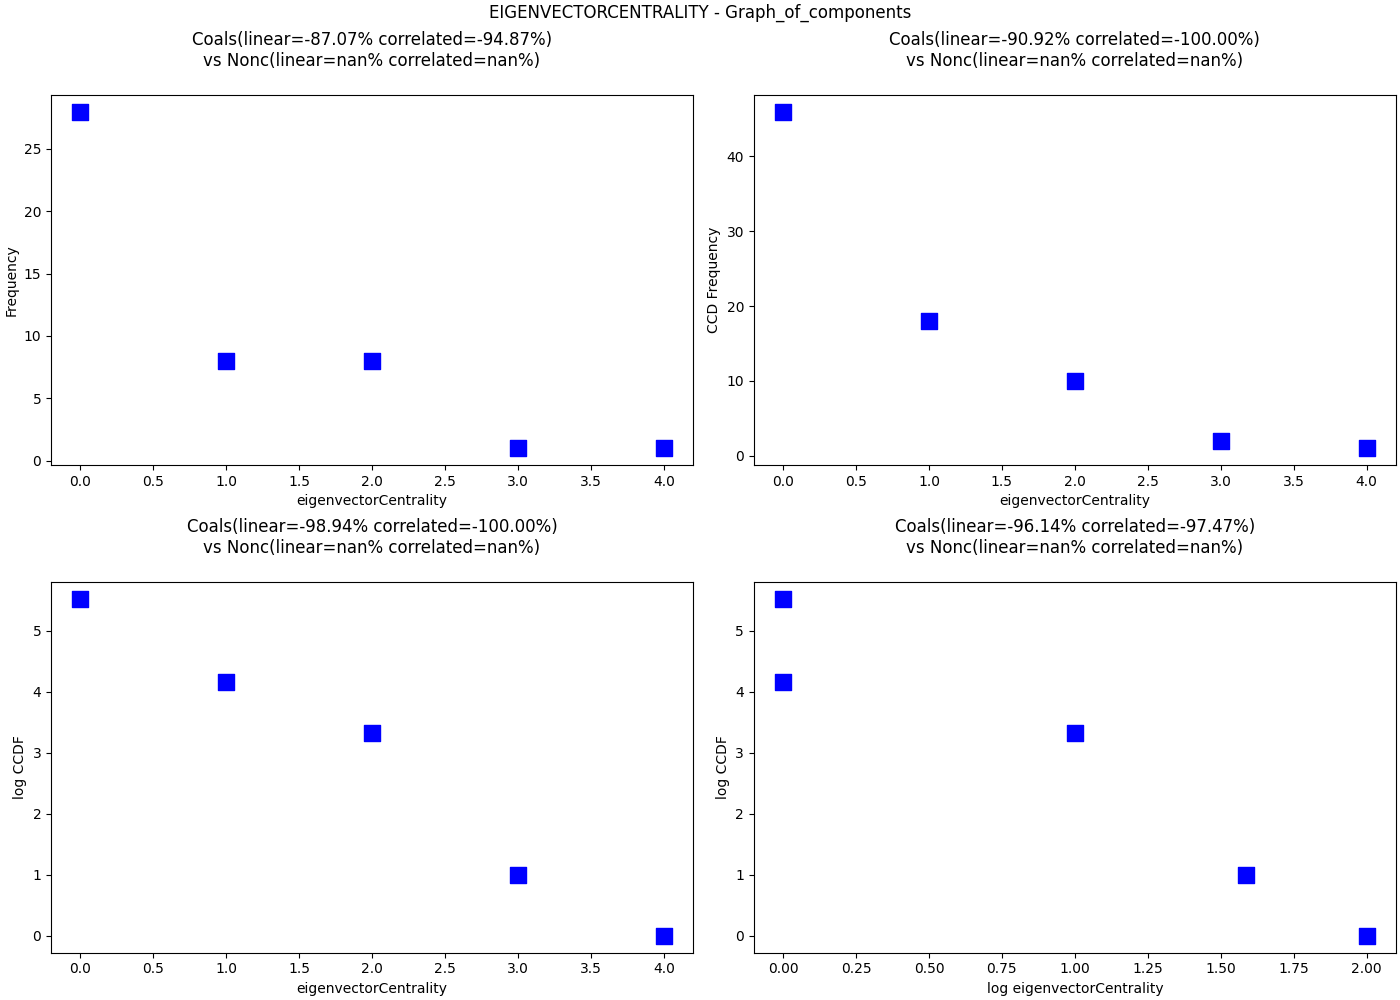 EIGENVECTORCENTRALITY - Graph_of_components
Coals(linear=-87.07% correlated=-94.87%)
vs Nonc(linear=nan% correlated=nan%)
Frequency
25
20
15
10
5
0
0.0 0.5 1.0 1.5 2.0 2.5 3.0 3.5 4.0
eigenvectorCentrality
Coals(linear=-90.92% correlated=-100.00%)
vs Nonc(linear=nan% correlated=nan%)
CCD Frequency
40
30
20
10
0
0.0 0.5 1.0 1.5 2.0 2.5 3.0 3.5 4.0
eigenvectorCentrality
Coals(linear=-98.94% correlated=-100.00%)
vs Nonc(linear=nan% correlated=nan%)
log CCDF
5
4
3
2
1
0
0.0 0.5 1.0 1.5 2.0 2.5 3.0 3.5 4.0
eigenvectorCentrality
Coals(linear=-96.14% correlated=-97.47%)
vs Nonc(linear=nan% correlated=nan%)
log CCDF
5
4
3
2
1
0
0.00 0.25 0.50 0.75 1.00 1.25 1.50 1.75 2.00
log eigenvectorCentrality